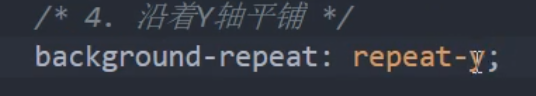 /* 4. 沿着Y轴平铺 */
background-repeat: repeat-y;